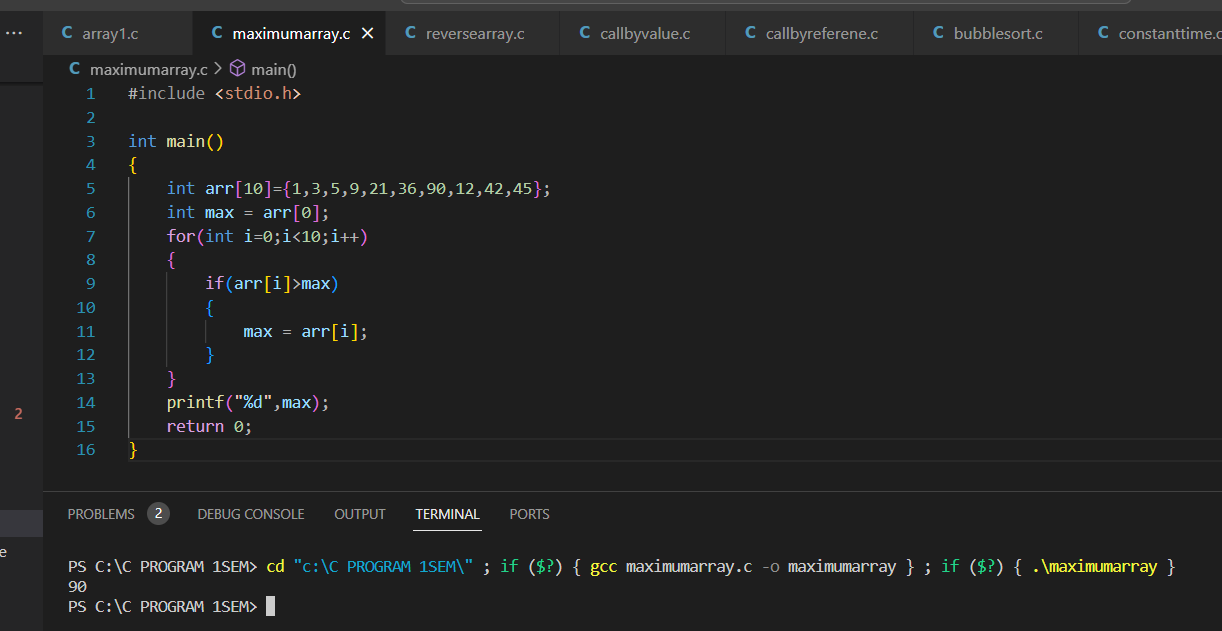 ··· C array1.c C maximumarray.c × C reversearray.c C callbyvalue.c C callbyreferene.c C bubblesort.c C constanttime.c
C maximumarray.c > main()
1 #include <stdio.h>
2
3 int main()
4 {
5 int arr[10]={1,3,5,9,21,36,90,12,42,45};
6 int max = arr[0];
7 for(int i=0;i<10;i++)
8 {
9 if(arr[i]>max)
10 {
11 max = arr[i];
12 }
13 }
14 printf("%d",max);
2
15 return 0;
16 }
PROBLEMS 2 DEBUG CONSOLE OUTPUT TERMINAL PORTS
e
PS C:\C PROGRAM 1SEM> cd "c:\C PROGRAM 1SEM\" ; if ($?) { gcc maximumarray.c -o maximumarray } ; if ($?) { .\maximumarray }
90
PS C:\C PROGRAM 1SEM>